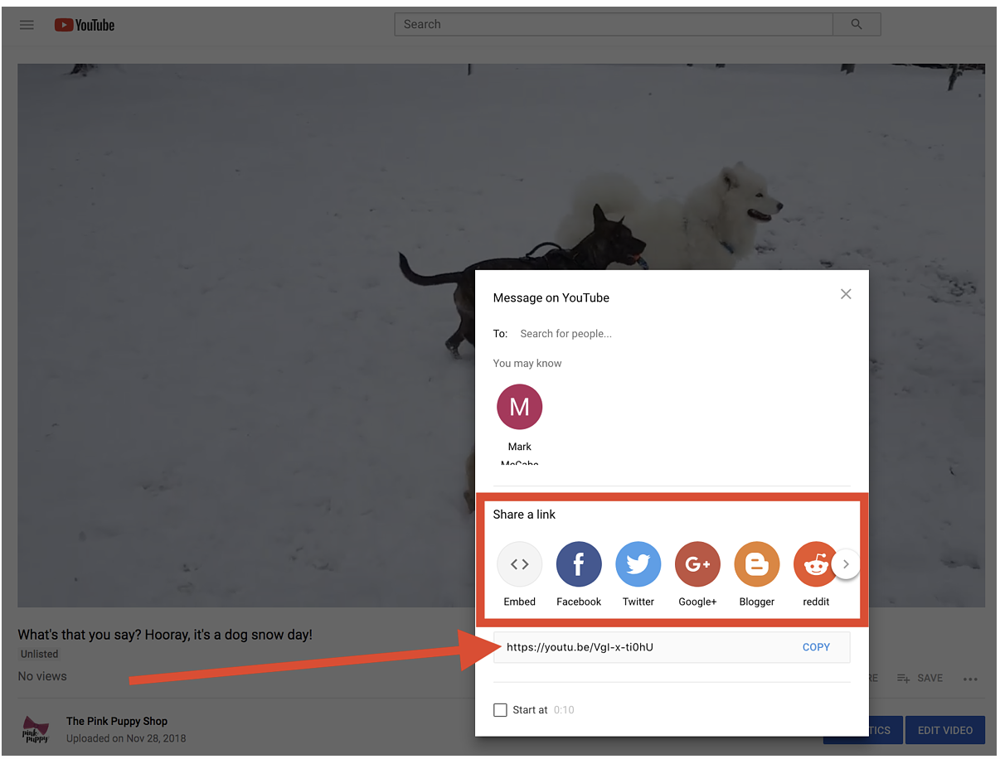 YouTube
Search
Message on YouTube
To: Search for people...
You may know
M
Mark
McCabe
Share a link
Embed Facebook Twitter Google+ Blogger reddit
https://youtu.be/Vgl-x-ti0hU COPY
Start at 0:10
What's that you say? Hooray, it's a dog snow day!
Unlisted
No views
SAVE
The Pink Puppy Shop
Uploaded on Nov 28, 2018
pink
puppy
EDIT VIDEO